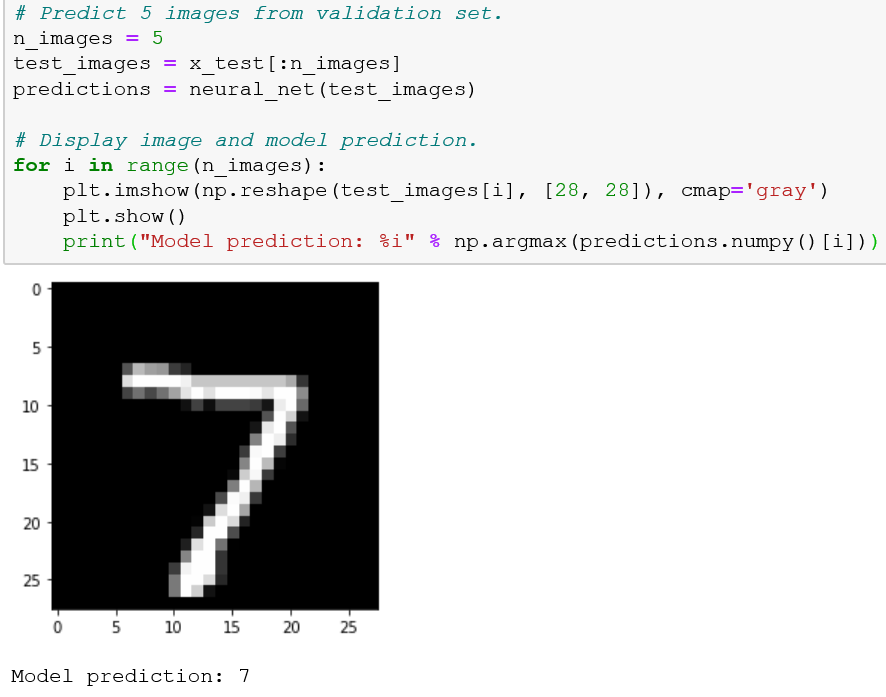 # Predict 5 images from validation set.
n_images = 5
test_images = x_test[:n_images]
predictions = neural_net(test_images)
# Display image and model prediction.
for i in range(n_images):
    plt.imshow(np.reshape(test_images[i], [28, 28]), cmap='gray')
    plt.show()
    print("Model prediction: %i" % np.argmax(predictions.numpy()[i]))
0
5
10
15
20
25
7
0 5 10 15 20 25
Model prediction: 7